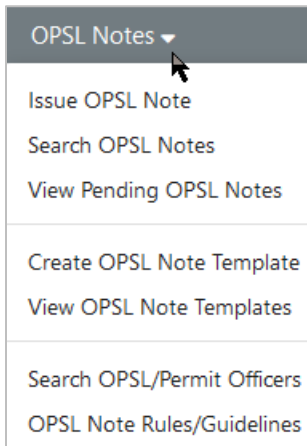 OPSL Notes
Issue OPSL Note
Search OPSL Notes
View Pending OPSL Notes
Create OPSL Note Template
View OPSL Note Templates
Search OPSL/Permit Officers
OPSL Note Rules/Guidelines